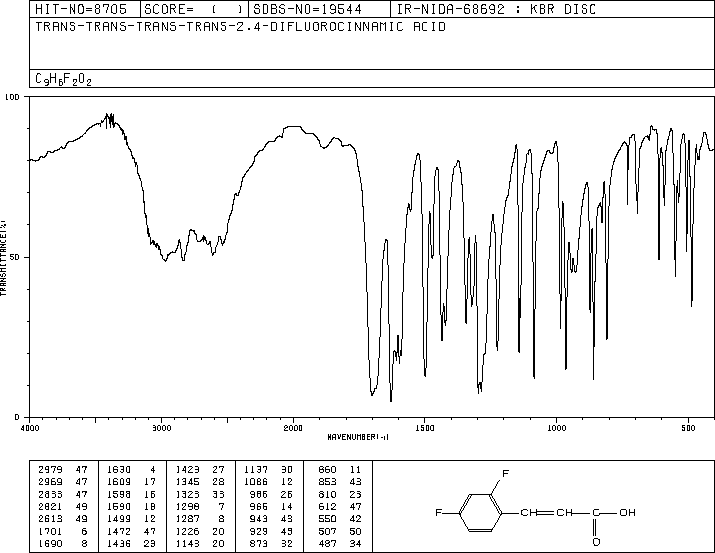 HIT-NO=8705 SCORE= ( ) SDBS-NO=19544 IR-NIDA-68692 : KBR DISC
TRANS-TRANS-TRANS-TRANS-2.4-DIFLUOROCINNAMIC ACID
C9H6F2O2
100
50
0
TRANSMITTANCE(%)
4000 3000 2000 1500 1000 500
WAVENUMBER(-1)
2979 47 1630 4 1423 27 1137 30 860 11
2969 47 1609 17 1345 28 1086 12 853 43
2833 47 1598 16 1323 33 986 26 810 23
2821 49 1590 18 1298 7 966 14 612 47
2613 49 1499 12 1287 8 943 43 550 42
1701 6 1472 47 1226 20 929 43 507 50
1690 8 1436 23 1143 20 873 32 487 34
F
F
CH CH C OH
O